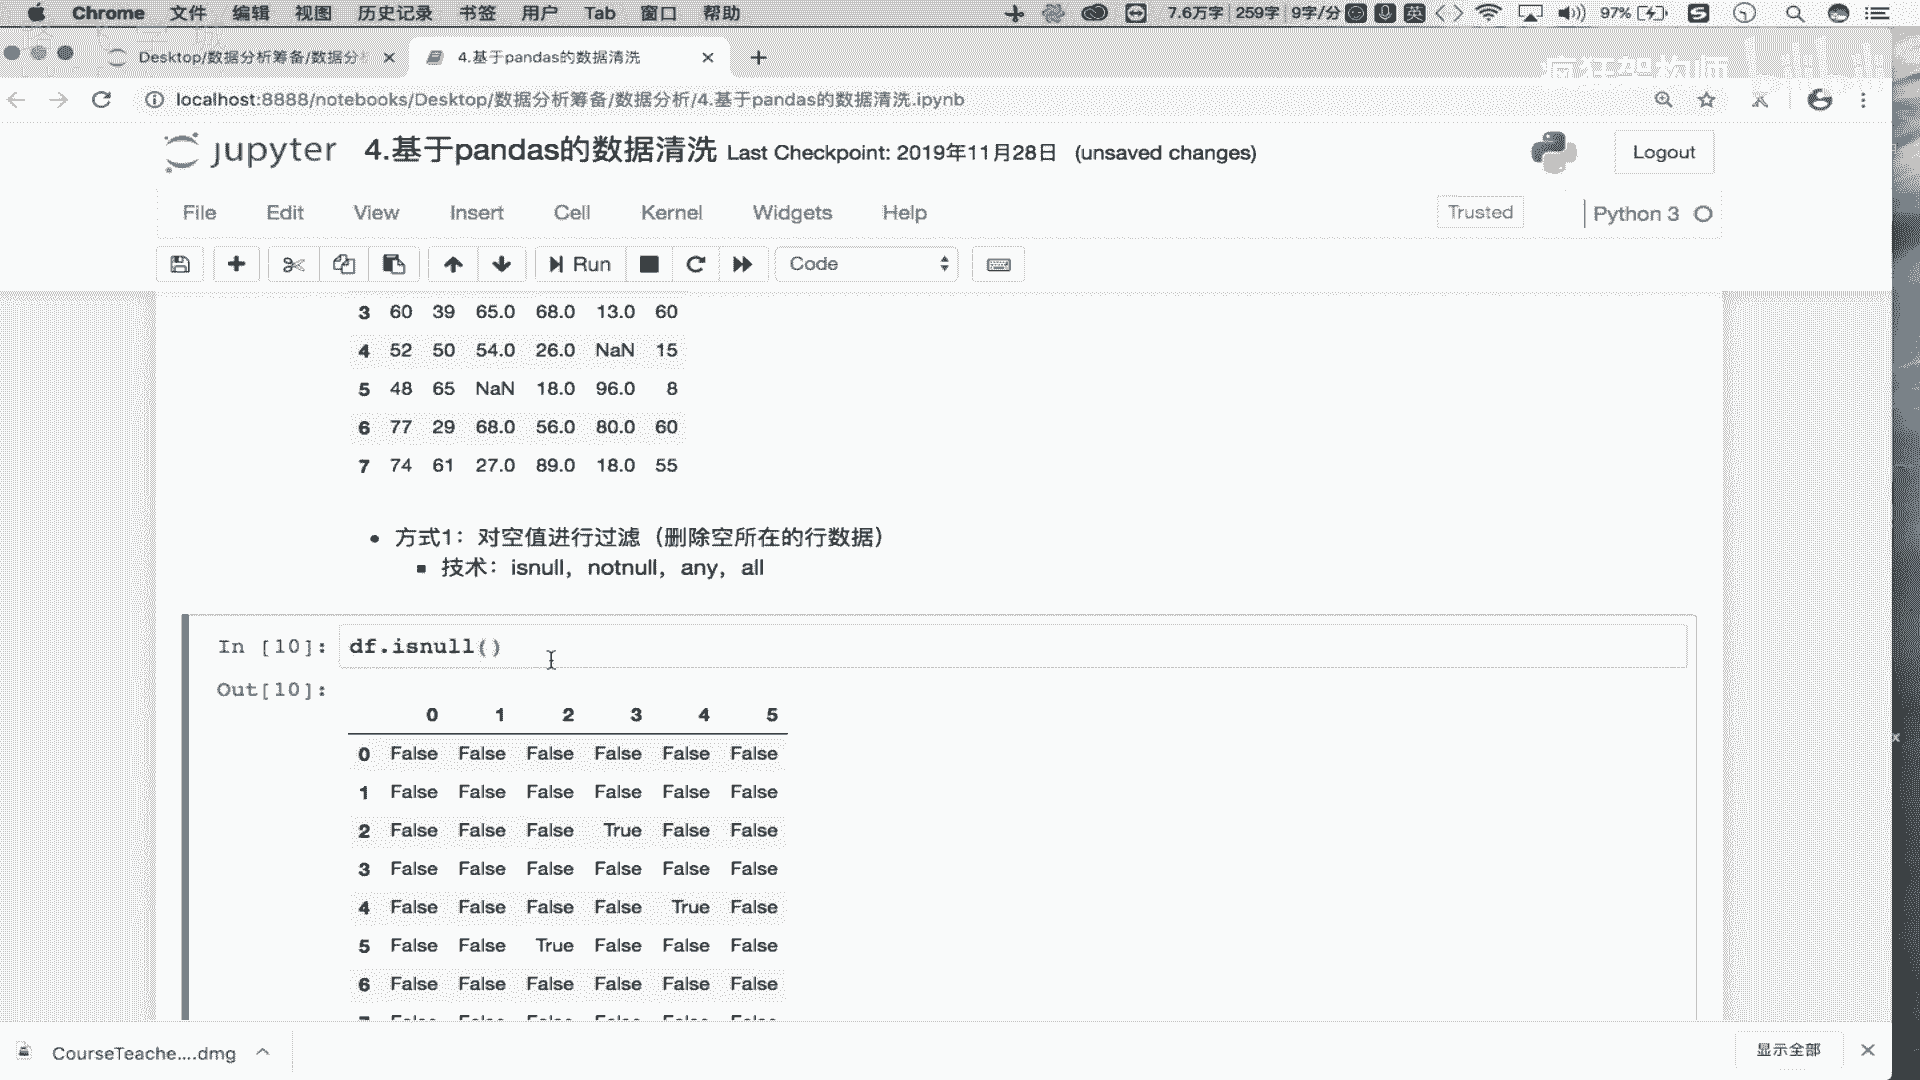 Chrome 文件 编辑 视图 历史记录 书签 用户 Tab 窗口 帮助 7.6万字 259字 9字/分 英 97%
Desktop/数据分析筹备/数据分 4.基于pandas的数据清洗
疯狂架构师
localhost:8888/notebooks/Desktop/数据分析筹备/数据分析/4.基于pandas的数据清洗.ipynb
jupyter 4.基于pandas的数据清洗 Last Checkpoint: 2019年11月28日 (unsaved changes) Logout
File Edit View Insert Cell Kernel Widgets Help Trusted Python 3
Run Code
3 60 39 65.0 68.0 13.0 60
4 52 50 54.0 26.0 NaN 15
5 48 65 NaN 18.0 96.0 8
6 77 29 68.0 56.0 80.0 60
7 74 61 27.0 89.0 18.0 55
方式1：对空值进行过滤（删除空所在的行数据）
技术：isnull，notnull，any，all
In [10]: df.isnull()
Out[10]:
0 1 2 3 4 5
0 False False False False False False
1 False False False False False False
2 False False False True False False
3 False False False False False False
4 False False False False True False
5 False False True False False False
6 False False False False False False
CourseTeache....dmg 显示全部